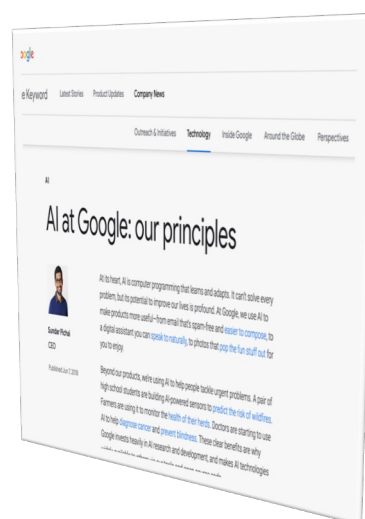 oogle
e Keyword Latest Stories Product Updates Company News
Outreach & Initiatives Technology Inside Google Around the Globe Perspectives
AI
AI at Google: our principles
Sundar Pichai
CEO
Published Jun 7, 2018
At its heart, AI is computer programming that learns and adapts. It can't solve every
problem, but its potential to improve our lives is profound. At Google, we use AI to
make products more useful—from email that's spam-free and easier to compose, to
a digital assistant you can speak to naturally, to photos that pop the fun stuff out for
you to enjoy.
Beyond our products, we're using AI to help people tackle urgent problems. A pair of
high school students are building AI-powered sensors to predict the risk of wildfires.
Farmers are using it to monitor the health of their herds. Doctors are starting to use
AI to help diagnose cancer and prevent blindness. These clear benefits are why
Google invests heavily in AI research and development, and makes AI technologies